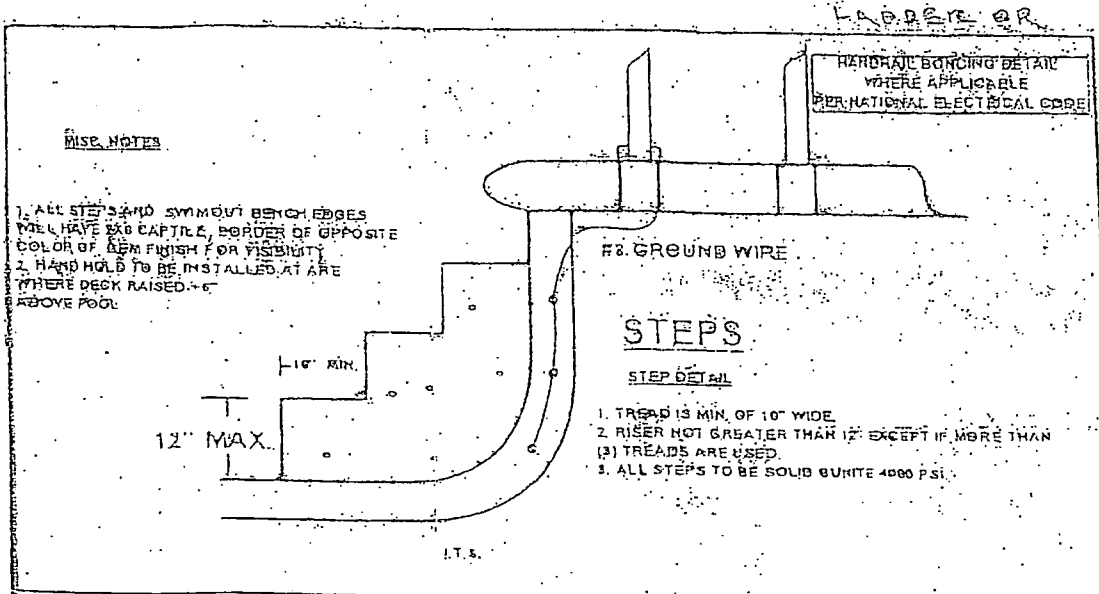 LADDER OR
HANDRAIL BONDING DETAIL
WHERE APPLICABLE
PER NATIONAL ELECTRICAL CODE
MISC NOTES
1. ALL STEPS AND SWIMOUT BENCH EDGES
WILL HAVE CAPTILE, BORDER OF OPPOSITE
COLOR OF FINISH FOR VISIBILITY
2. HAND HOLD TO BE INSTALLED AT ARE
WHERE DECK RAISED
ABOVE POOL
#8 GROUND WIRE
STEPS
STEP DETAIL
MIN.
12" MAX.
1. TREAD IS MIN. OF 10" WIDE
2 RISER NOT GREATER THAN 12" EXCEPT IF MORE THAN
(3) TREADS ARE USED.
3. ALL STEPS TO BE SOLID GUNITE 4000 PSI.